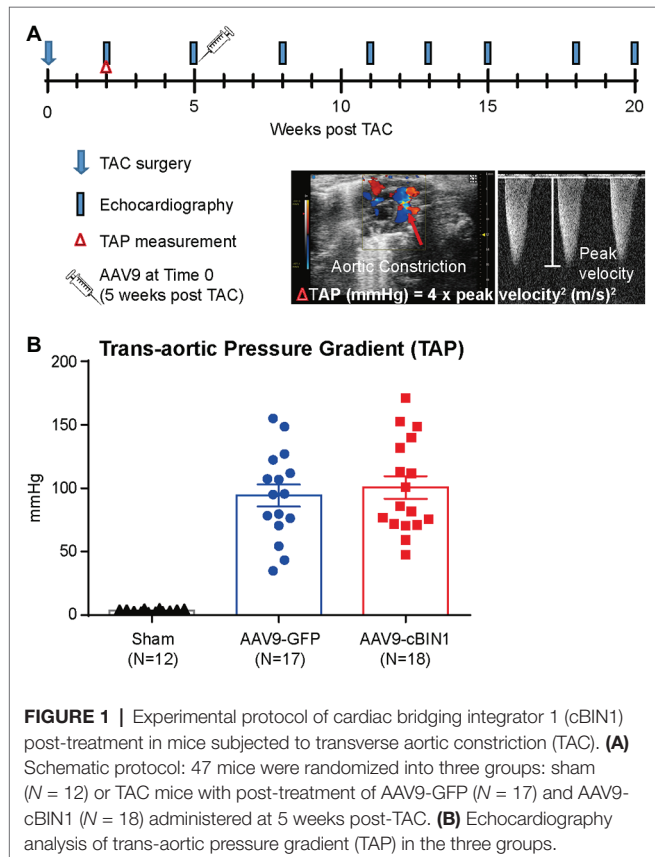 A
0
5
10
15
20
Weeks post TAC
TAC surgery
Echocardiography
Δ TAP measurement
AAV9 at Time 0
(5 weeks post TAC)
Aortic Constriction
Peak
velocity
ΔTAP (mmHg) = 4 x peak velocity² (m/s)²
B
Trans-aortic Pressure Gradient (TAP)
200
150
100
50
0
mmHg
Sham
(N=12)
AAV9-GFP
(N=17)
AAV9-cBIN1
(N=18)
FIGURE 1 | Experimental protocol of cardiac bridging integrator 1 (cBIN1)
post-treatment in mice subjected to transverse aortic constriction (TAC). (A)
Schematic protocol: 47 mice were randomized into three groups: sham
(N = 12) or TAC mice with post-treatment of AAV9-GFP (N = 17) and AAV9-
cBIN1 (N = 18) administered at 5 weeks post-TAC. (B) Echocardiography
analysis of trans-aortic pressure gradient (TAP) in the three groups.